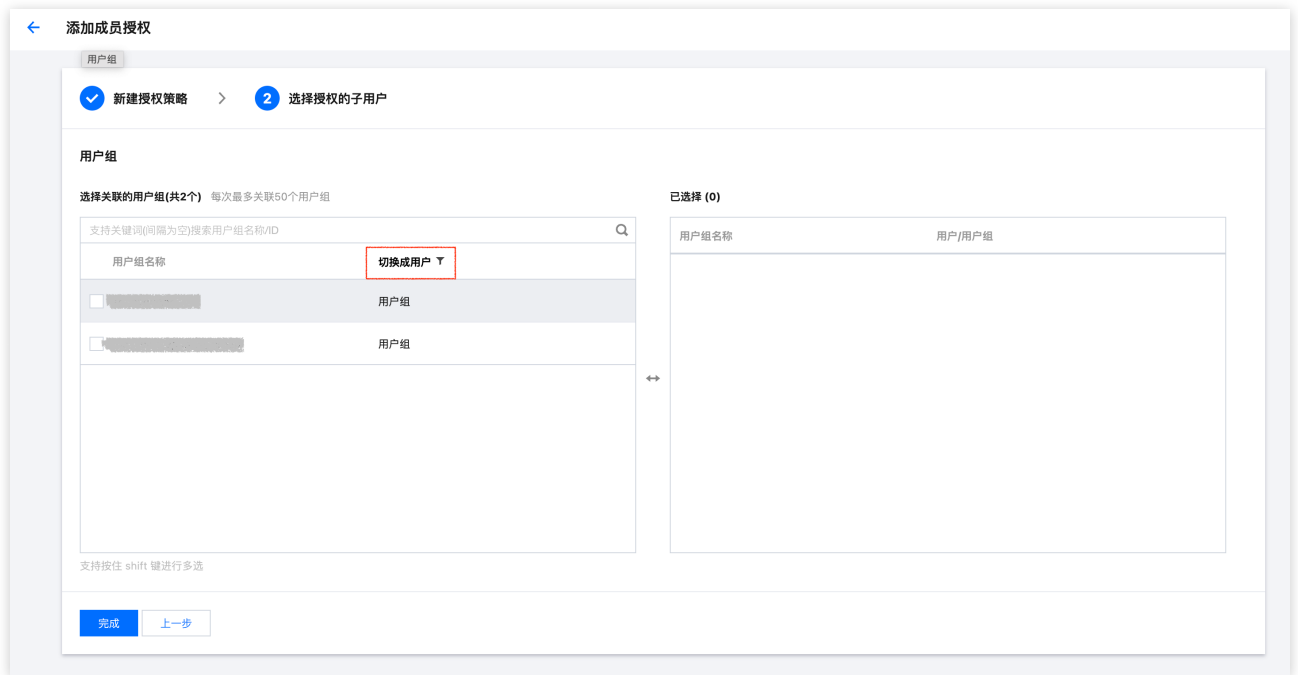 添加成员授权
用户组
新建授权策略
2 选择授权的子用户
用户组
选择关联的用户组(共2个) 每次最多关联50个用户组
支持关键词(间隔为空)搜索用户组名称/ID
用户组名称 切换成用户
用户组
用户组
支持按住 shift 键进行多选
已选择 (0)
用户组名称 用户/用户组
完成 上一步